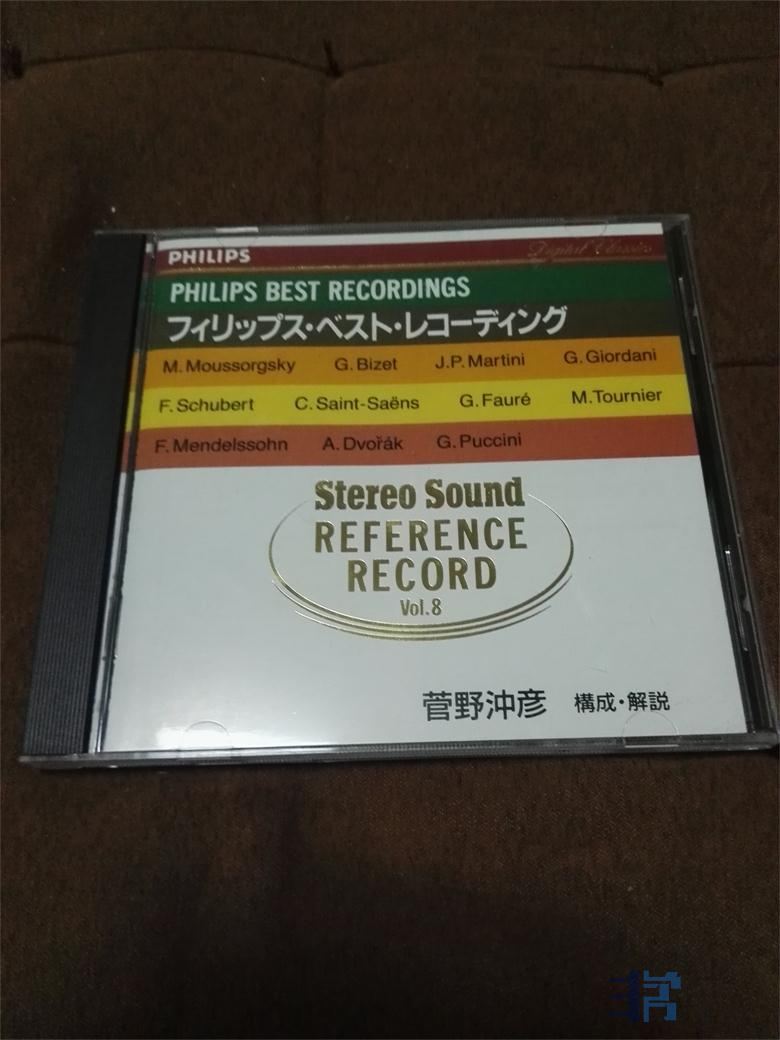 PHILIPS
Digital Classics
PHILIPS BEST RECORDINGS
フィリップス・ベスト・レコーディング
M. Moussorgsky G. Bizet J.P. Martini G. Giordani
F. Schubert C. Saint-Saëns G. Fauré M. Tournier
F. Mendelssohn A. Dvořák G. Puccini
Stereo Sound
REFERENCE
RECORD
Vol. 8
菅野沖彦 構成・解説